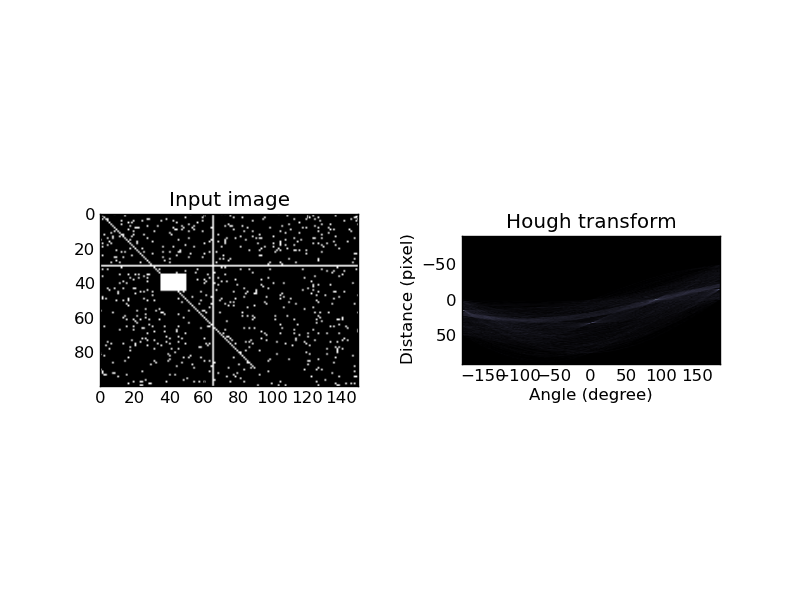 Input image
0
20
40
60
80
0 20 40 60 80 100 120 140
Hough transform
Distance (pixel)
−50
0
50
−150 −100 −50 0 50 100 150
Angle (degree)